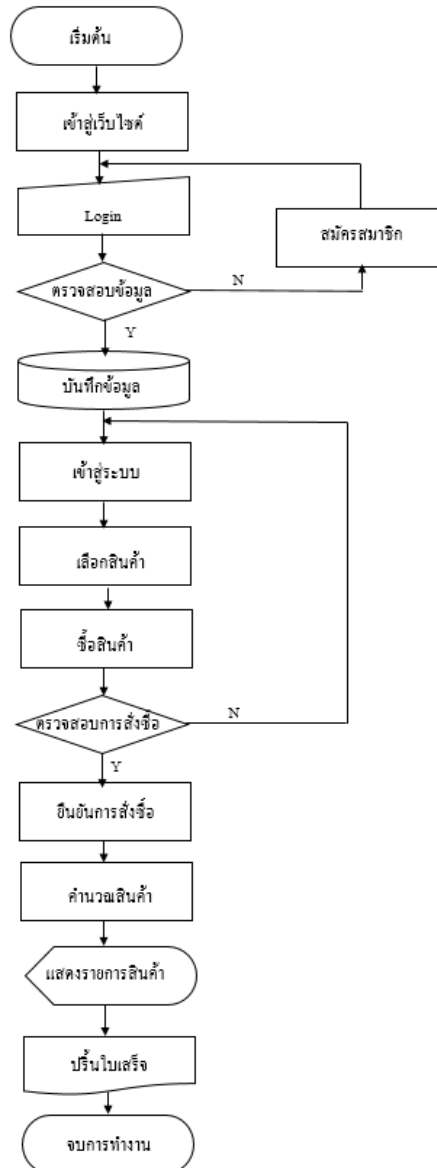 เริ่มต้น
เข้าสู่เว็บไซต์
Login
สมัครสมาชิก
ตรวจสอบข้อมูล
N
Y
บันทึกข้อมูล
เข้าสู่ระบบ
เลือกสินค้า
ซื้อสินค้า
ตรวจสอบการสั่งซื้อ
N
Y
ยืนยันการสั่งซื้อ
คำนวณสินค้า
แสดงรายการสินค้า
ปริ้นใบเสร็จ
จบการทำงาน